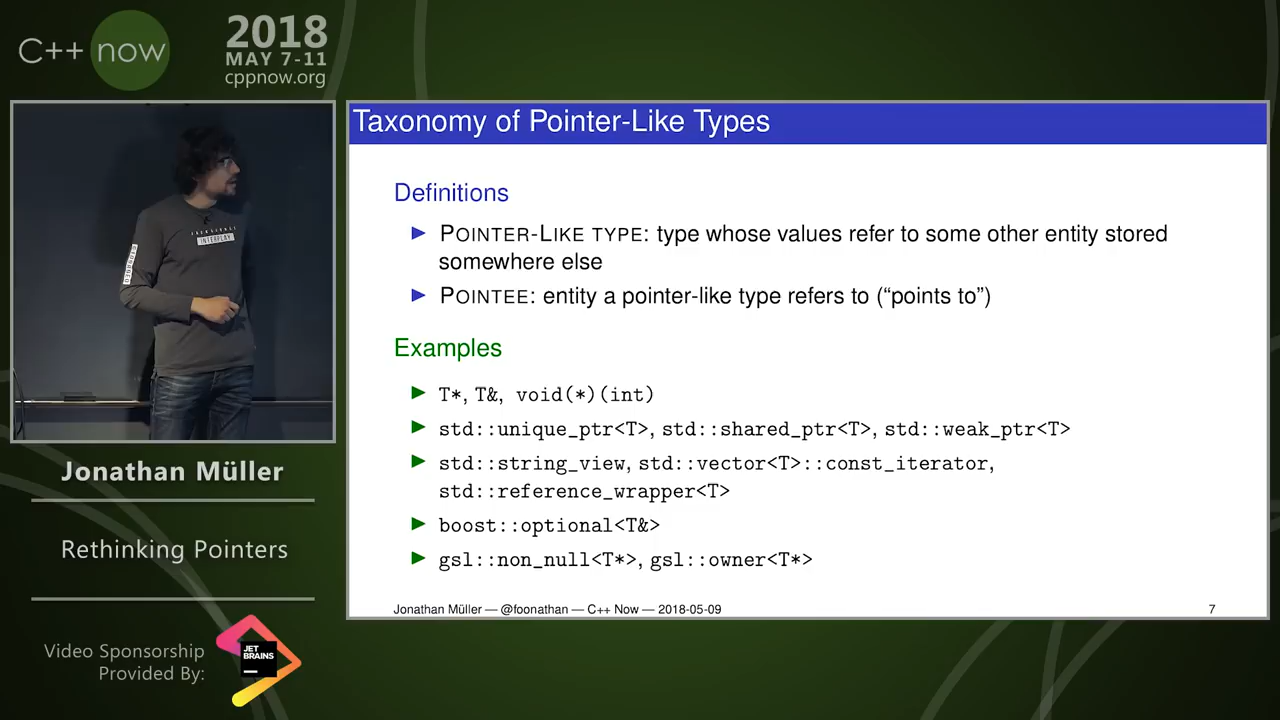 C++ now
2018
MAY 7-11
cppnow.org
Taxonomy of Pointer-Like Types
Definitions
POINTER-LIKE TYPE: type whose values refer to some other entity stored
somewhere else
POINTEE: entity a pointer-like type refers to (“points to”)
Examples
T*, T&, void(*)(int)
std::unique_ptr<T>, std::shared_ptr<T>, std::weak_ptr<T>
std::string_view, std::vector<T>::const_iterator,
std::reference_wrapper<T>
boost::optional<T&>
gsl::non_null<T*>, gsl::owner<T*>
Jonathan Müller — @foonathan — C++ Now — 2018-05-09
7
INTERPLAY
Jonathan Müller
Rethinking Pointers
Video Sponsorship
Provided By:
JET
BRAINS